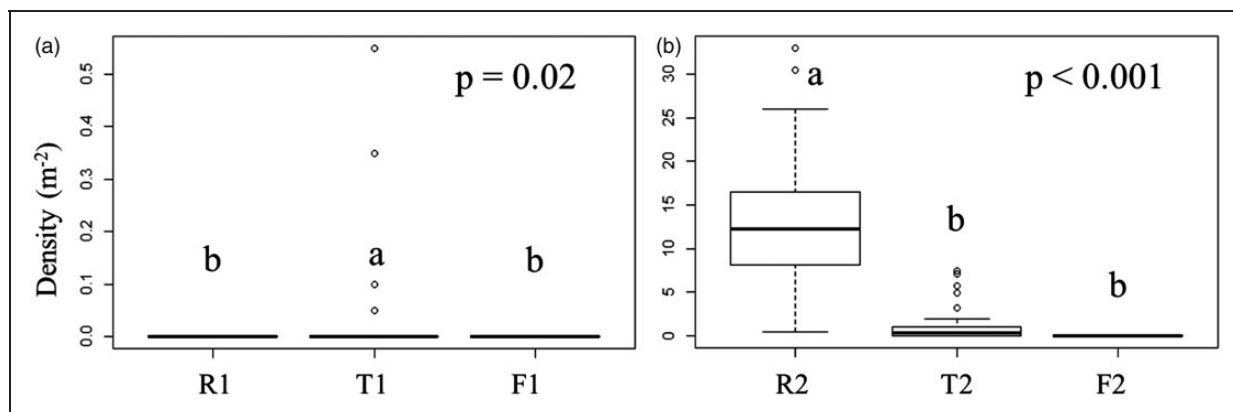 (a)
p = 0.02
0.5
0.4
0.3
0.2
0.1
0.0
Density (m⁻²)
b
a
b
R1
T1
F1
(b)
p < 0.001
30
25
20
15
10
5
0
a
b
b
R2
T2
F2